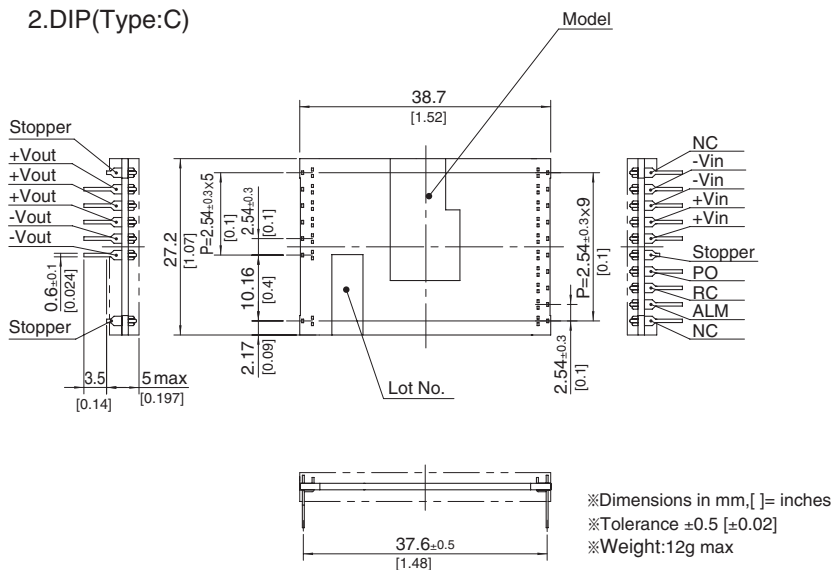 2.DIP(Type:C)
Model
38.7
[1.52]
Stopper
+Vout
+Vout
+Vout
-Vout
-Vout
0.6±0.1
[0.024]
Stopper
3.5
[0.14]
5 max
[0.197]
27.2
[1.07]
P=2.54±0.3x5
[0.1]
2.54±0.3
[0.1]
10.16
[0.4]
2.17
[0.09]
Lot No.
P=2.54±0.3x9
[0.1]
2.54±0.3
[0.1]
NC
-Vin
-Vin
+Vin
+Vin
Stopper
PO
RC
ALM
NC
37.6±0.5
[1.48]
※Dimensions in mm,[ ]= inches
※Tolerance ±0.5 [±0.02]
※Weight:12g max